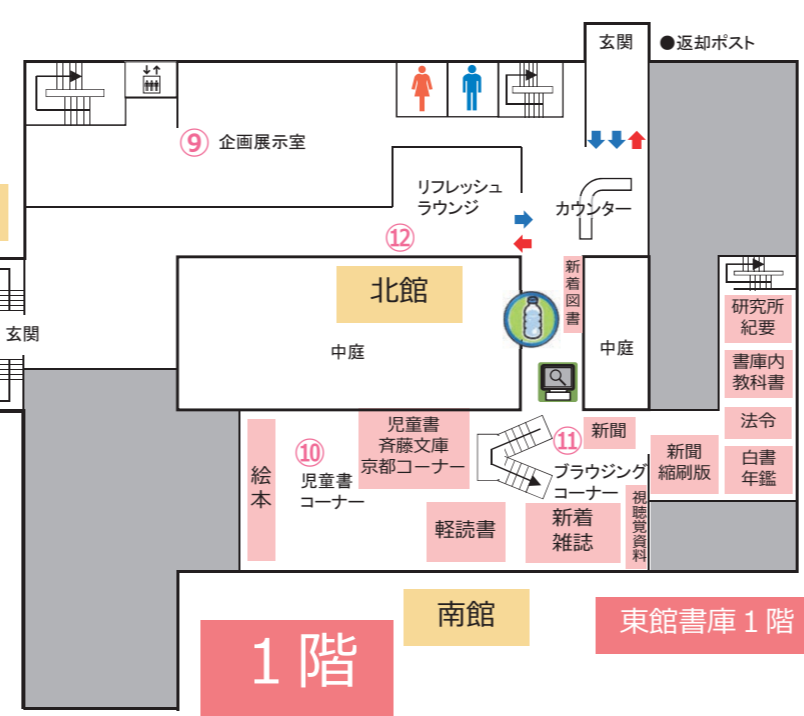 玄関
●返却ポスト
⑨ 企画展示室
リフレッシュ
ラウンジ
カウンター
⑫
北館
新着図書
研究所
紀要
玄関
中庭
中庭
書庫内
教科書
児童書
斉藤文庫
京都コーナー
⑩
児童書
コーナー
絵本
⑪
ブラウジング
コーナー
新聞
法令
新聞
縮刷版
白書
年鑑
軽読書
新着
雑誌
視聴覚資料
南館
東館書庫1階
1階